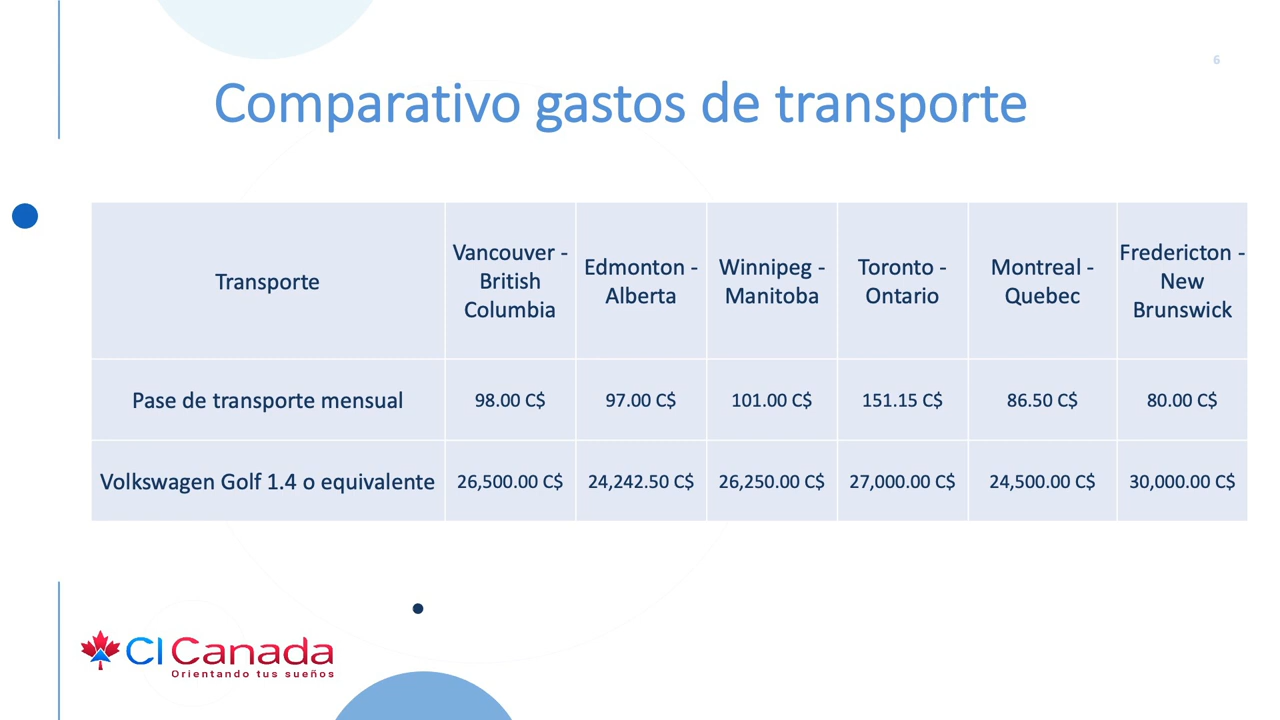 6
Comparativo gastos de transporte
Transporte
Vancouver -
British
Columbia
Edmonton -
Alberta
Winnipeg -
Manitoba
Toronto -
Ontario
Montreal -
Quebec
Fredericton -
New
Brunswick
Pase de transporte mensual
98.00 C$
97.00 C$
101.00 C$
151.15 C$
86.50 C$
80.00 C$
Volkswagen Golf 1.4 o equivalente
26,500.00 C$
24,242.50 C$
26,250.00 C$
27,000.00 C$
24,500.00 C$
30,000.00 C$
CI Canada
Orientando tus sueños